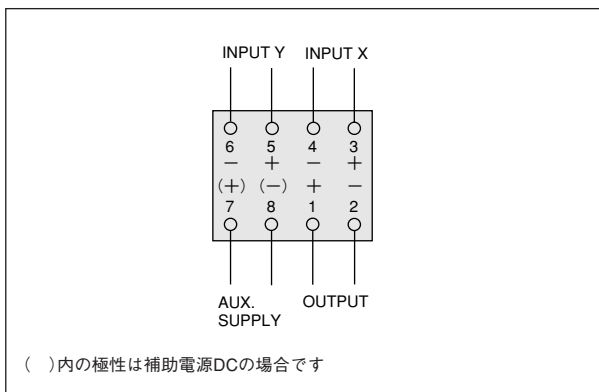 INPUT Y INPUT X
6 5 4 3
− + − +
(+) (−) + −
7 8 1 2
AUX. SUPPLY OUTPUT
( )内の極性は補助電源DCの場合です